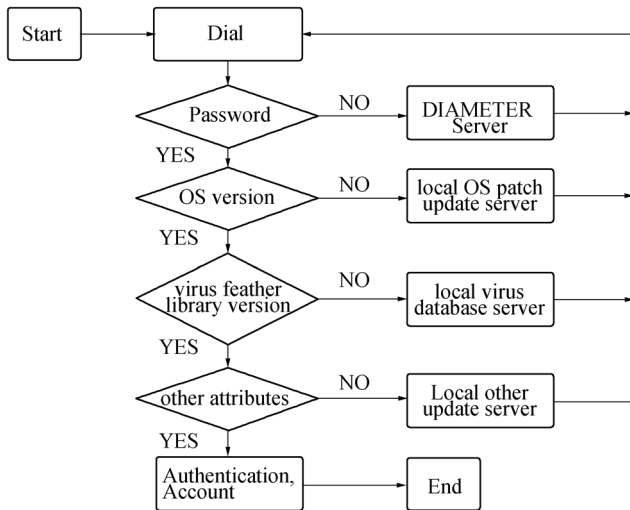 Start
Dial
Password
NO
DIAMETER
Server
YES
OS version
NO
local OS patch
update server
YES
virus feather
library version
NO
local virus
database server
YES
other attributes
NO
Local other
update server
YES
Authentication,
Account
End